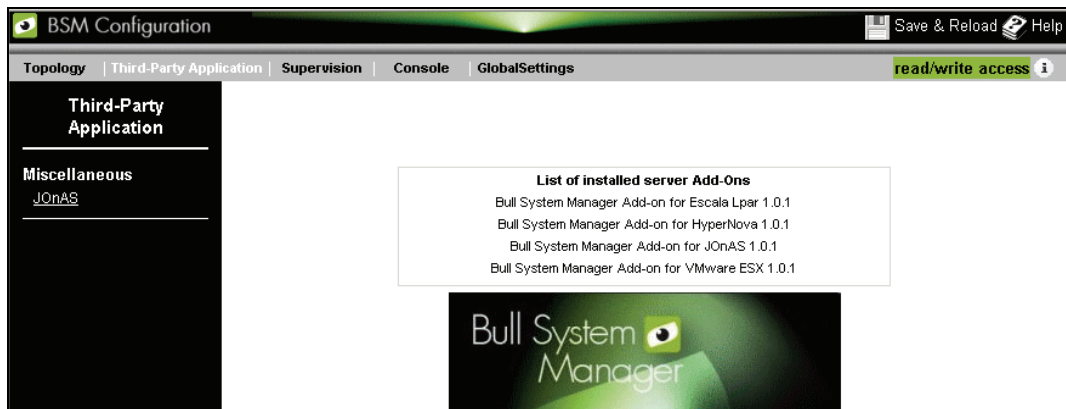 BSM Configuration
Save & Reload Help
Topology | Third-Party Application | Supervision | Console | GlobalSettings
read/write access i
Third-Party
Application
Miscellaneous
JOnAS
List of installed server Add-Ons
Bull System Manager Add-on for Escala Lpar 1.0.1
Bull System Manager Add-on for HyperNova 1.0.1
Bull System Manager Add-on for JOnAS 1.0.1
Bull System Manager Add-on for VMware ESX 1.0.1
Bull System
Manager